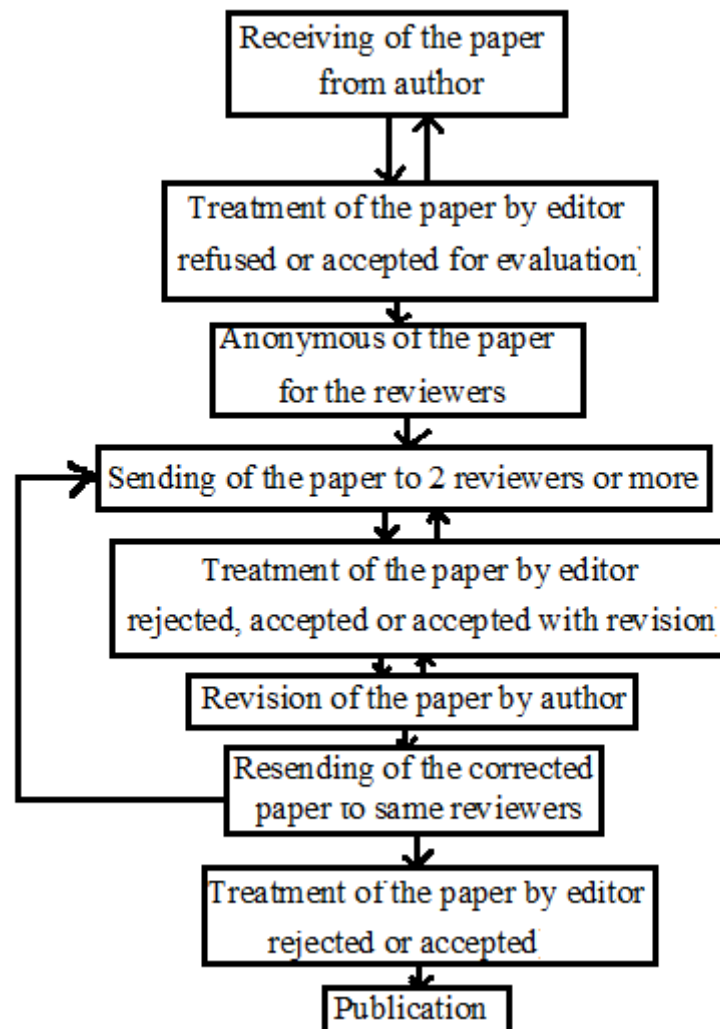 Receiving of the paper
from author
Treatment of the paper by editor
refused or accepted for evaluation)
Anonymous of the paper
for the reviewers
Sending of the paper to 2 reviewers or more
Treatment of the paper by editor
rejected, accepted or accepted with revision)
Revision of the paper by author
Resending of the corrected
paper to same reviewers
Treatment of the paper by editor
rejected or accepted)
Publication